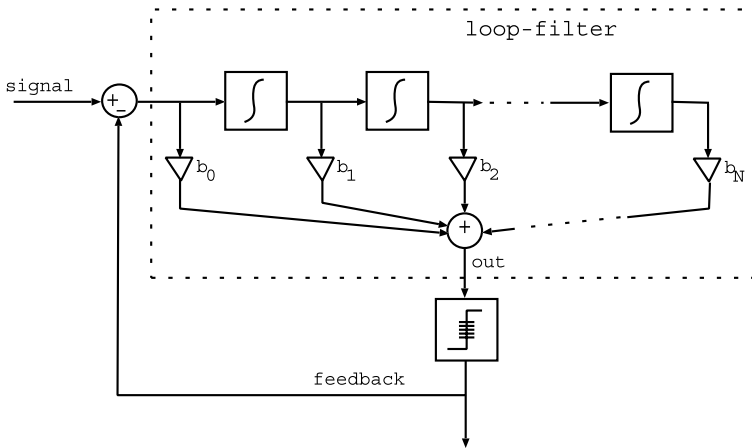 loop-filter
signal
+
−
b0
b1
b2
bN
+
out
feedback